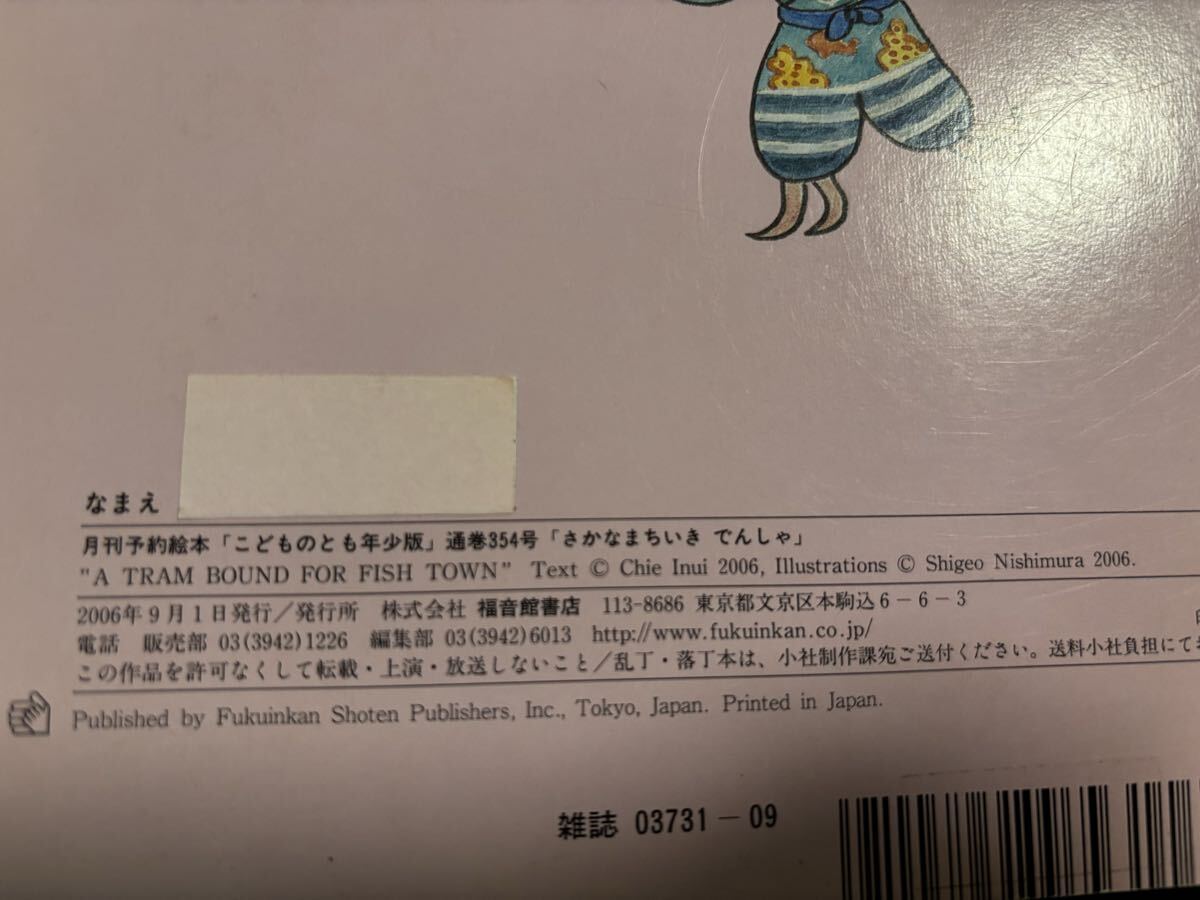 なまえ
月刊予約絵本「こどものとも年少版」通巻354号「さかなまちいき でんしゃ」
"A TRAM BOUND FOR FISH TOWN" Text © Chie Inui 2006, Illustrations © Shigeo Nishimura 2006.
2006年9月1日発行／発行所 株式会社 福音館書店 113-8686 東京都文京区本駒込6-6-3
電話 販売部 03(3942)1226 編集部 03(3942)6013 http://www.fukuinkan.co.jp/
この作品を許可なくして転載・上演・放送しないこと／乱丁・落丁本は、小社制作課宛ご送付ください。送料小社負担にてお
Published by Fukuinkan Shoten Publishers, Inc., Tokyo, Japan. Printed in Japan.
雑誌 03731-09